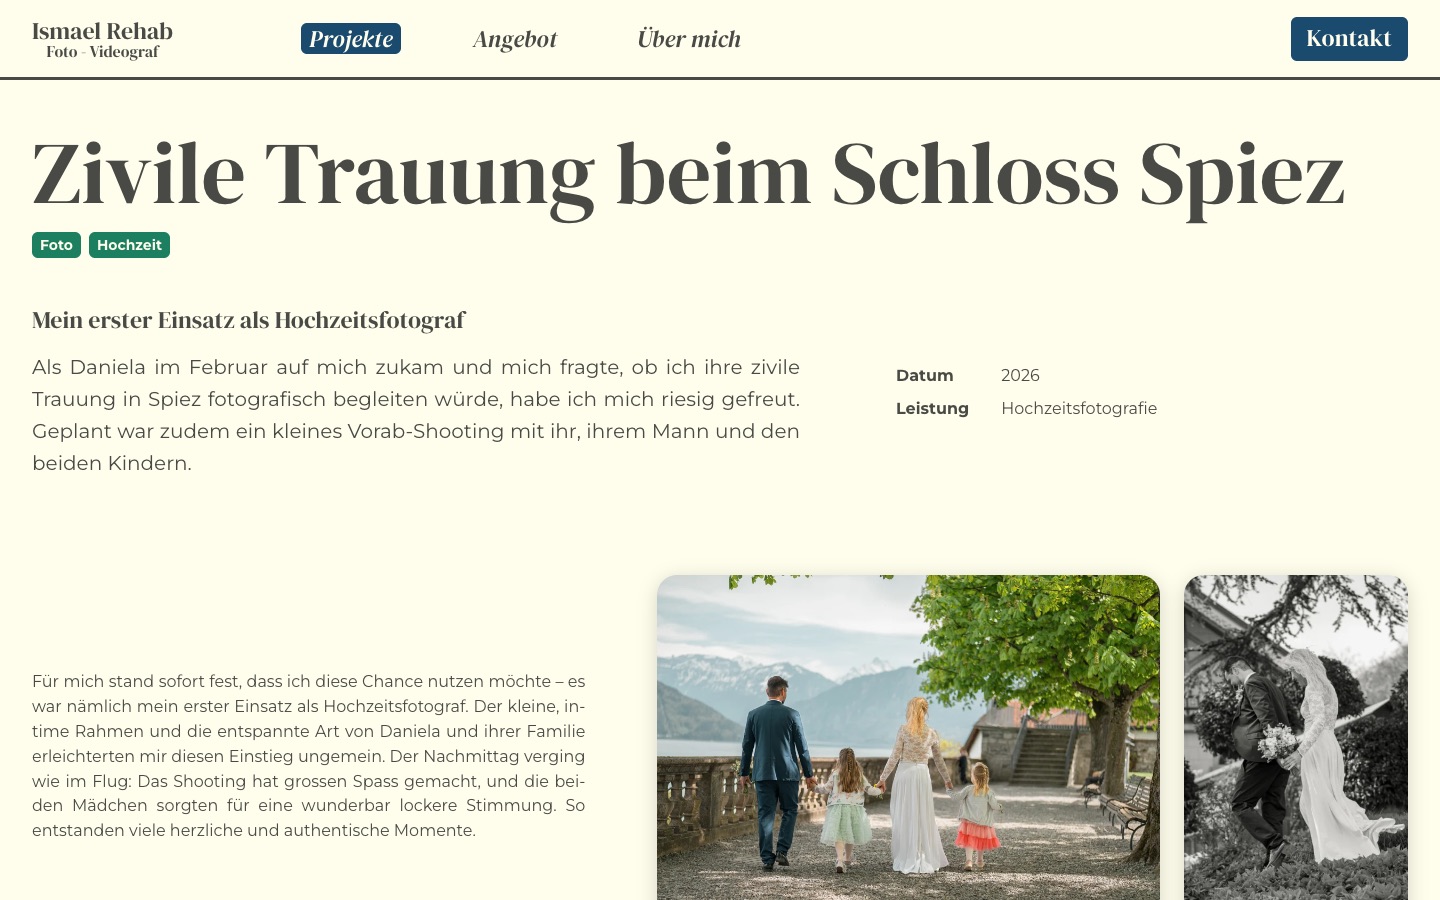 Ismael Rehab
Foto - Videograf
Projekte
Angebot
Über mich
Kontakt
Zivile Trauung beim Schloss Spiez
Foto
Hochzeit
Mein erster Einsatz als Hochzeitsfotograf
Als Daniela im Februar auf mich zukam und mich fragte, ob ich ihre zivile
Trauung in Spiez fotografisch begleiten würde, habe ich mich riesig gefreut.
Geplant war zudem ein kleines Vorab-Shooting mit ihr, ihrem Mann und den
beiden Kindern.
Datum 2026
Leistung Hochzeitsfotografie
Für mich stand sofort fest, dass ich diese Chance nutzen möchte – es
war nämlich mein erster Einsatz als Hochzeitsfotograf. Der kleine, in-
time Rahmen und die entspannte Art von Daniela und ihrer Familie
erleichterten mir diesen Einstieg ungemein. Der Nachmittag verging
wie im Flug: Das Shooting hat grossen Spass gemacht, und die bei-
den Mädchen sorgten für eine wunderbar lockere Stimmung. So
entstanden viele herzliche und authentische Momente.